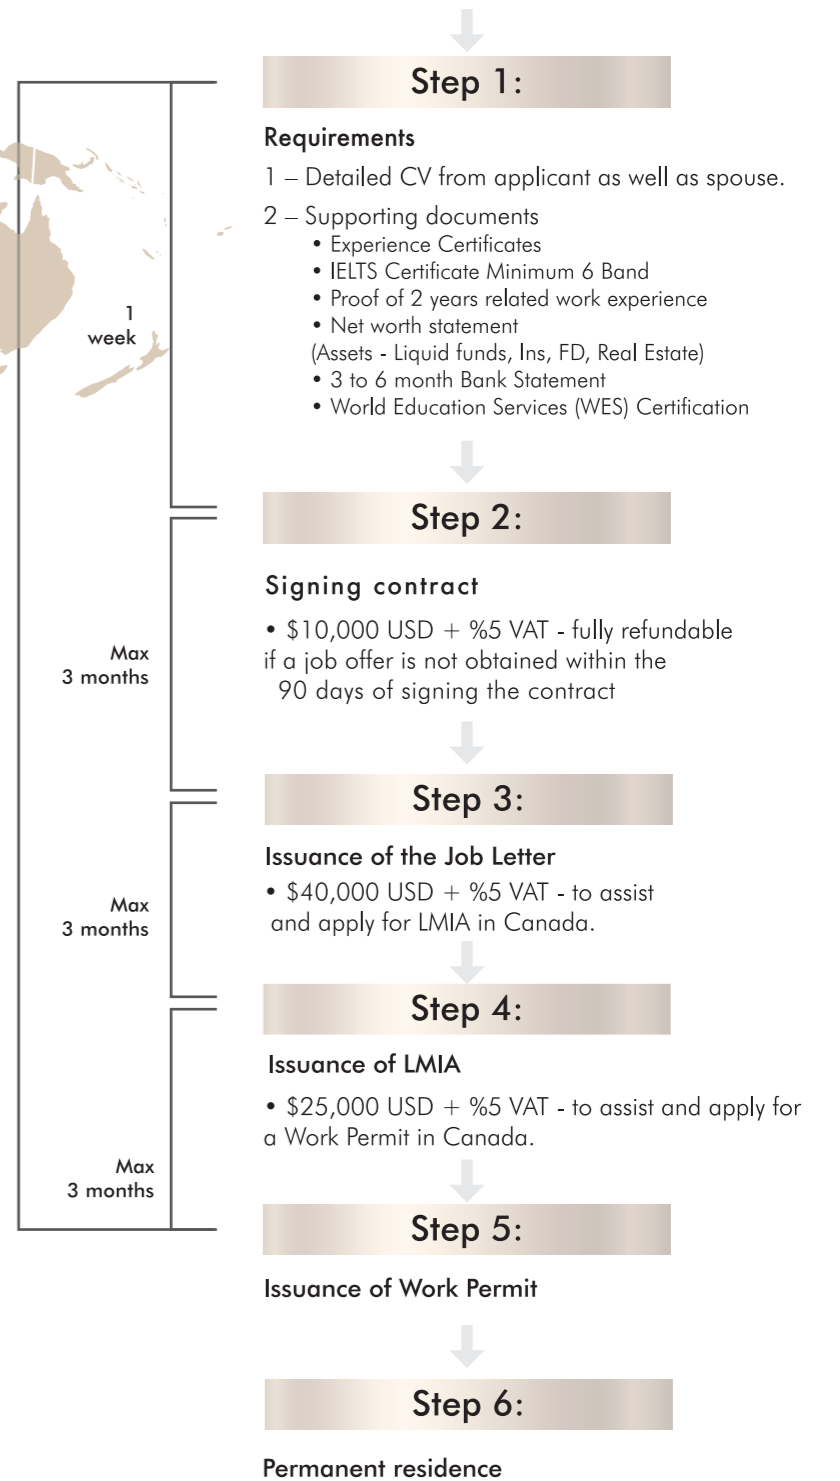 Step 1:
Requirements
1 – Detailed CV from applicant as well as spouse.
2 – Supporting documents
• Experience Certificates
• IELTS Certificate Minimum 6 Band
• Proof of 2 years related work experience
• Net worth statement
(Assets - Liquid funds, Ins, FD, Real Estate)
• 3 to 6 month Bank Statement
• World Education Services (WES) Certification
1
week
Step 2:
Signing contract
• $10,000 USD + %5 VAT - fully refundable
if a job offer is not obtained within the
90 days of signing the contract
Max
3 months
Step 3:
Issuance of the Job Letter
• $40,000 USD + %5 VAT - to assist
and apply for LMIA in Canada.
Max
3 months
Step 4:
Issuance of LMIA
• $25,000 USD + %5 VAT - to assist and apply for
a Work Permit in Canada.
Max
3 months
Step 5:
Issuance of Work Permit
Step 6:
Permanent residence